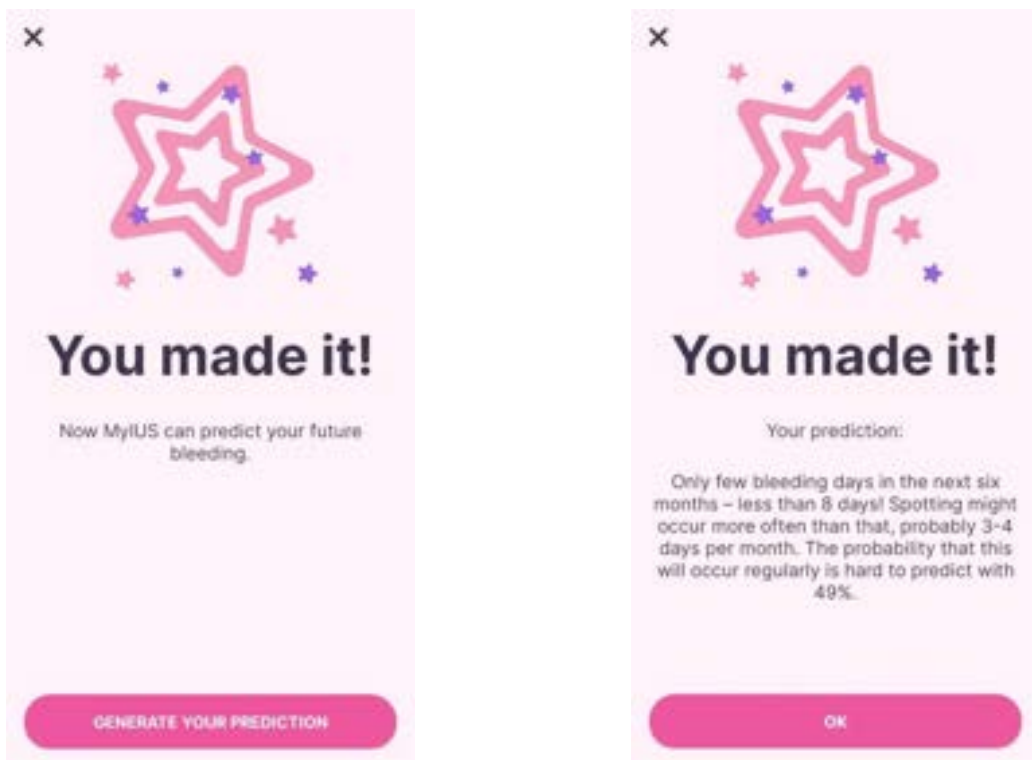 You made it!
Now MyIUS can predict your future
bleeding.
GENERATE YOUR PREDICTION
You made it!
Your prediction:
Only few bleeding days in the next six
months – less than 8 days! Spotting might
occur more often than that, probably 3-4
days per month. The probability that this
will occur regularly is hard to predict with
49%.
OK